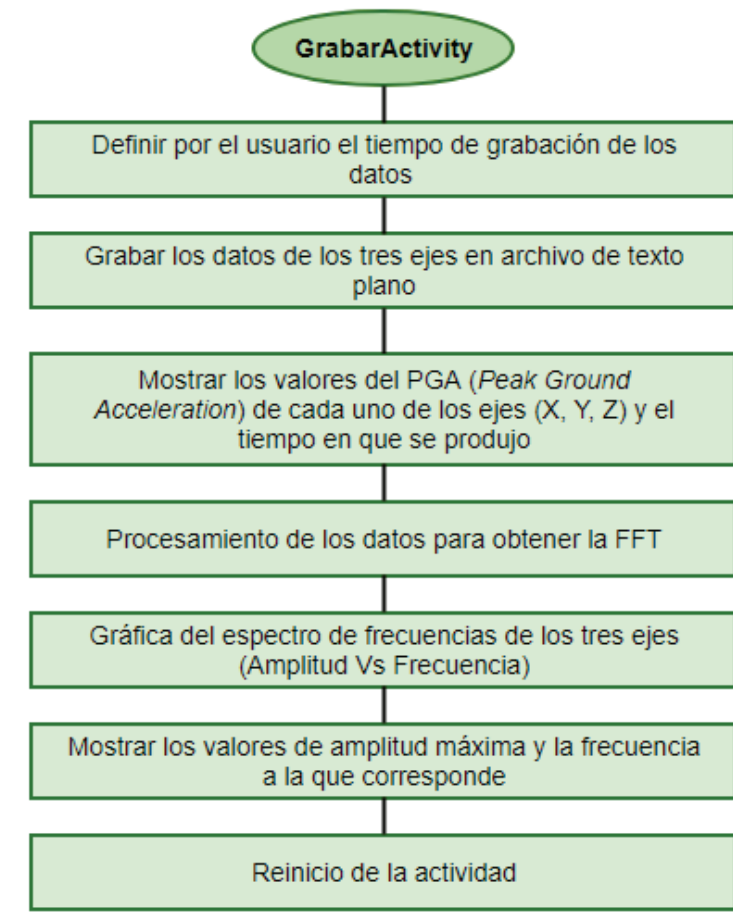 GrabarActivity
Definir por el usuario el tiempo de grabación de los
datos
Grabar los datos de los tres ejes en archivo de texto
plano
Mostrar los valores del PGA (Peak Ground
Acceleration) de cada uno de los ejes (X, Y, Z) y el
tiempo en que se produjo
Procesamiento de los datos para obtener la FFT
Gráfica del espectro de frecuencias de los tres ejes
(Amplitud Vs Frecuencia)
Mostrar los valores de amplitud máxima y la frecuencia
a la que corresponde
Reinicio de la actividad